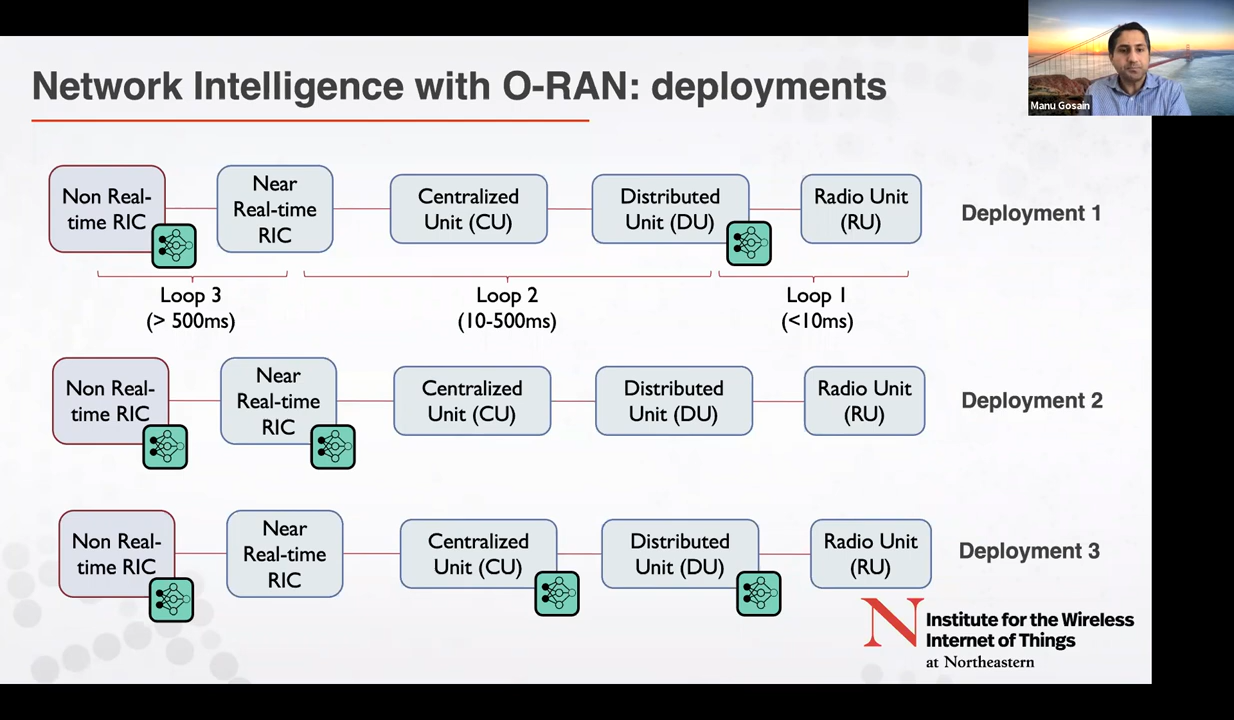 Network Intelligence with O-RAN: deployments
Manu Gosain
Non Real-
time RIC
Near
Real-time
RIC
Centralized
Unit (CU)
Distributed
Unit (DU)
Radio Unit
(RU)
Deployment 1
Loop 3
(> 500ms)
Loop 2
(10-500ms)
Loop 1
(<10ms)
Non Real-
time RIC
Near
Real-time
RIC
Centralized
Unit (CU)
Distributed
Unit (DU)
Radio Unit
(RU)
Deployment 2
Non Real-
time RIC
Near
Real-time
RIC
Centralized
Unit (CU)
Distributed
Unit (DU)
Radio Unit
(RU)
Deployment 3
N
Institute for the Wireless
Internet of Things
at Northeastern